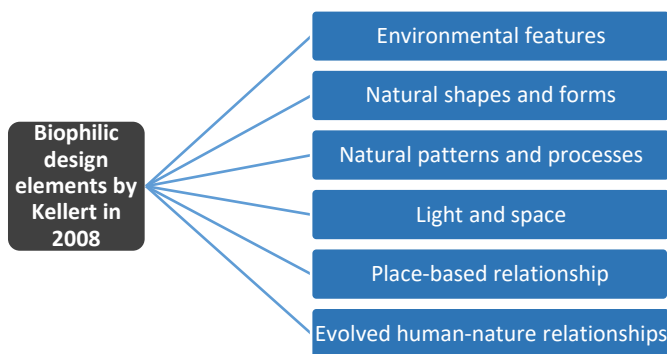 Biophilic
design
elements by
Kellert in
2008
Environmental features
Natural shapes and forms
Natural patterns and processes
Light and space
Place-based relationship
Evolved human-nature relationships